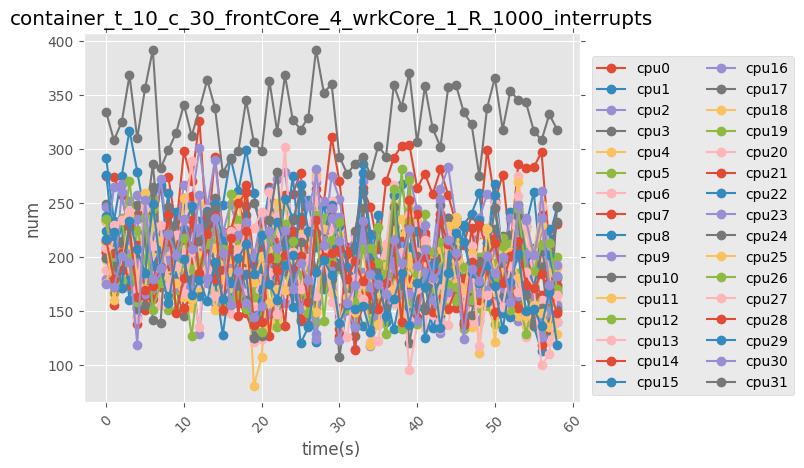 container_t_10_c_30_frontCore_4_wrkCore_1_R_1000_interrupts
400
350
300
250
200
150
100
num
0
10
20
30
40
50
60
time(s)
cpu0
cpu1
cpu2
cpu3
cpu4
cpu5
cpu6
cpu7
cpu8
cpu9
cpu10
cpu11
cpu12
cpu13
cpu14
cpu15
cpu16
cpu17
cpu18
cpu19
cpu20
cpu21
cpu22
cpu23
cpu24
cpu25
cpu26
cpu27
cpu28
cpu29
cpu30
cpu31